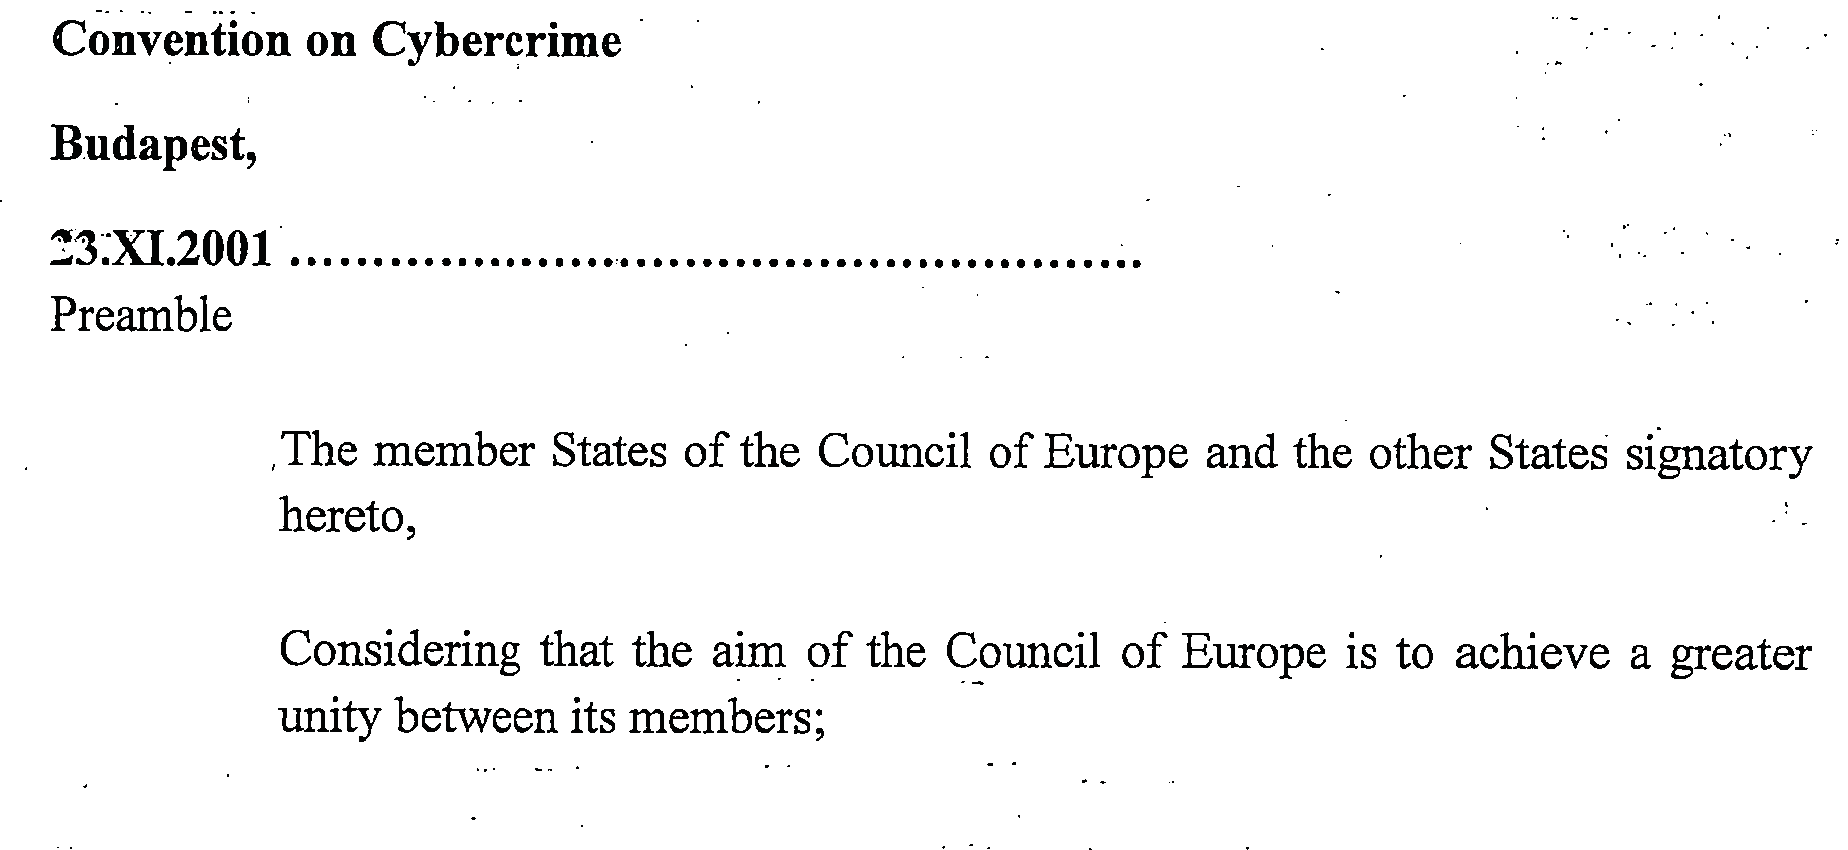 Convention on Cybercrime
Budapest,
23.XI.2001 ......................................................
Preamble
The member States of the Council of Europe and the other States signatory
hereto,
Considering that the aim of the Council of Europe is to achieve a greater
unity between its members;